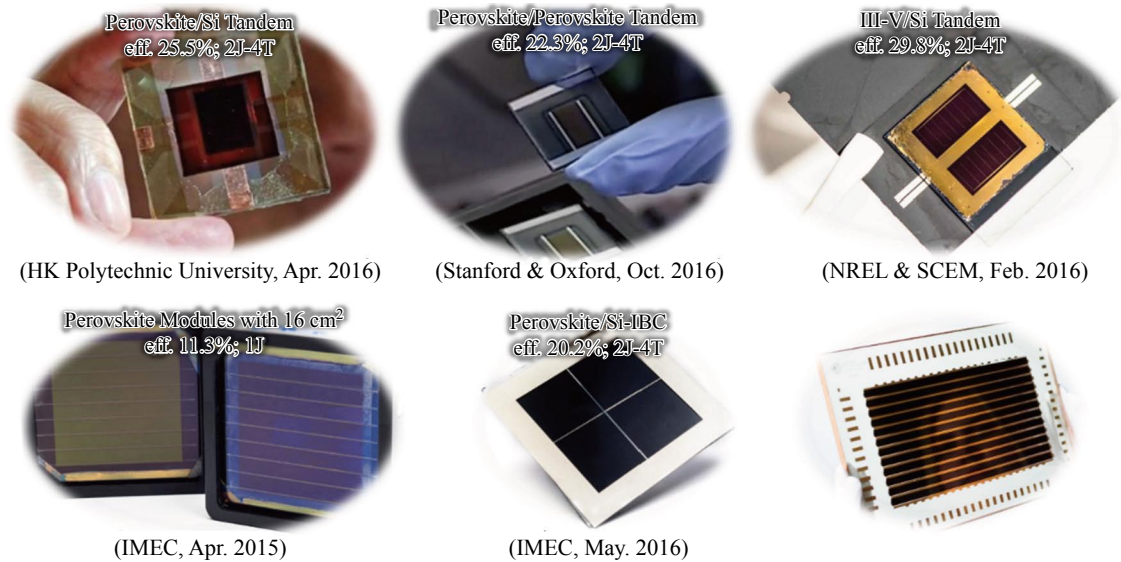 Perovskite/Si Tandem
eff. 25.5%; 2J-4T
Perovskite/Perovskite Tandem
eff. 22.3%; 2J-4T
III-V/Si Tandem
eff. 29.8%; 2J-4T
(HK Polytechnic University, Apr. 2016)
(Stanford & Oxford, Oct. 2016)
(NREL & SCEM, Feb. 2016)
Perovskite Modules with 16 cm²
eff. 11.3%; 1J
Perovskite/Si-IBC
eff. 20.2%; 2J-4T
(IMEC, Apr. 2015)
(IMEC, May. 2016)